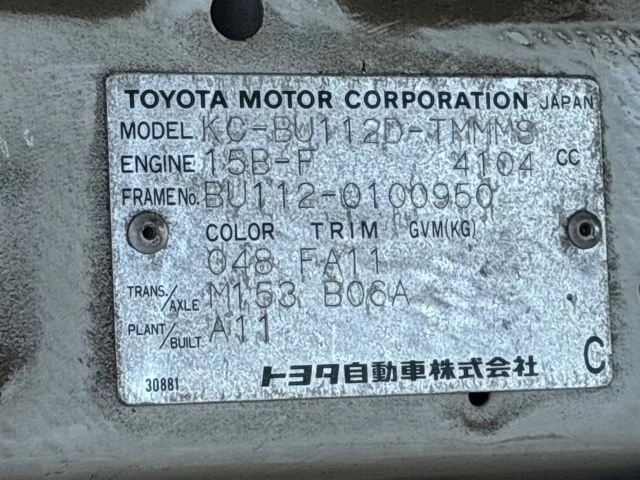 TOYOTA MOTOR CORPORATION JAPAN
MODEL KC-BU112D-TMMMS
ENGINE 15B-F 4104 CC
FRAME No. BU112-0100950
COLOR TRIM GVM(KG)
048 FA11
TRANS./AXLE M153 B06A
PLANT/BUILT A11
30881 トヨタ自動車株式会社 C